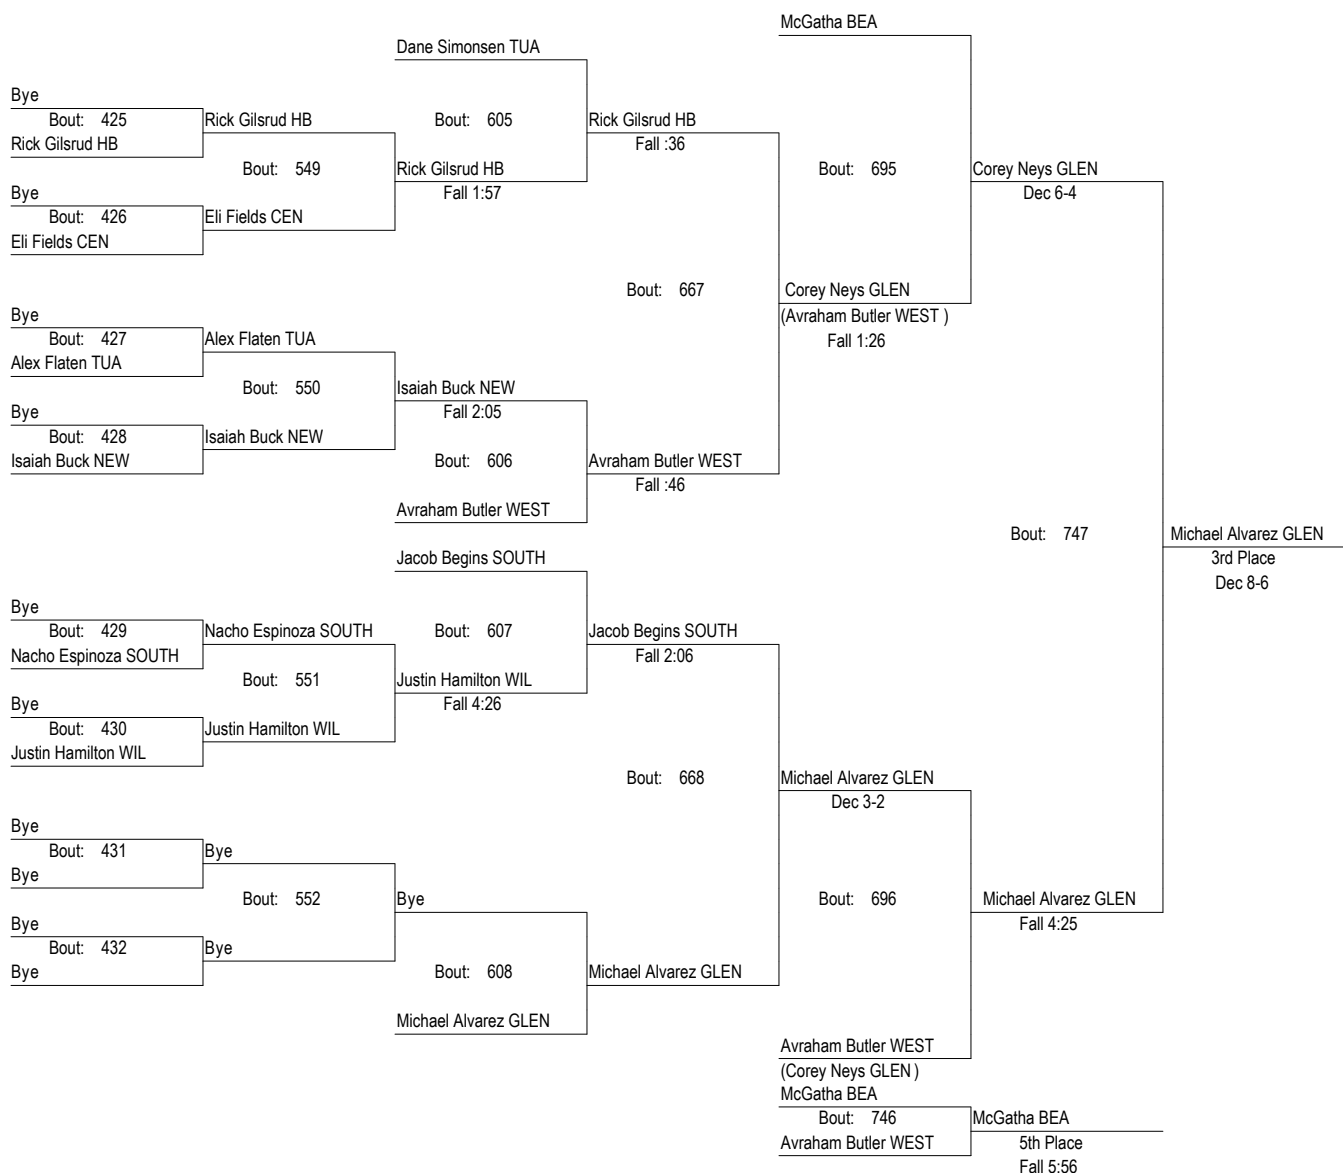 McGatha BEA
Dane Simonsen TUA
Bye
Bout: 425
Rick Gilsrud HB
Rick Gilsrud HB
Bout: 549
Bye
Bout: 426
Eli Fields CEN
Eli Fields CEN
Bout: 605
Rick Gilsrud HB
Fall 1:57
Rick Gilsrud HB
Fall :36
Bye
Bout: 427
Alex Flaten TUA
Alex Flaten TUA
Bout: 550
Bye
Bout: 428
Isaiah Buck NEW
Isaiah Buck NEW
Isaiah Buck NEW
Fall 2:05
Bout: 606
Avraham Butler WEST
Avraham Butler WEST
Fall :46
Bout: 667
Corey Neys GLEN
(Avraham Butler WEST )
Fall 1:26
Bout: 695
Corey Neys GLEN
Dec 6-4
Jacob Begins SOUTH
Bye
Bout: 429
Nacho Espinoza SOUTH
Nacho Espinoza SOUTH
Bout: 551
Bye
Bout: 430
Justin Hamilton WIL
Justin Hamilton WIL
Bout: 607
Justin Hamilton WIL
Fall 4:26
Jacob Begins SOUTH
Fall 2:06
Bye
Bout: 431
Bye
Bye
Bout: 552
Bye
Bout: 432
Bye
Bye
Bye
Bout: 608
Michael Alvarez GLEN
Michael Alvarez GLEN
Bout: 668
Michael Alvarez GLEN
Dec 3-2
Bout: 696
Avraham Butler WEST
(Corey Neys GLEN )
Michael Alvarez GLEN
Fall 4:25
Bout: 747
Michael Alvarez GLEN
3rd Place
Dec 8-6
McGatha BEA
Bout: 746
Avraham Butler WEST
McGatha BEA
5th Place
Fall 5:56